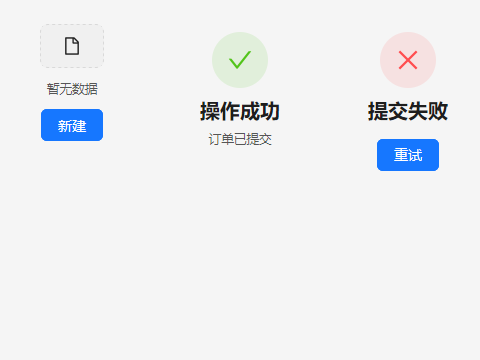 暂无数据
新建
操作成功
订单已提交
提交失败
重试